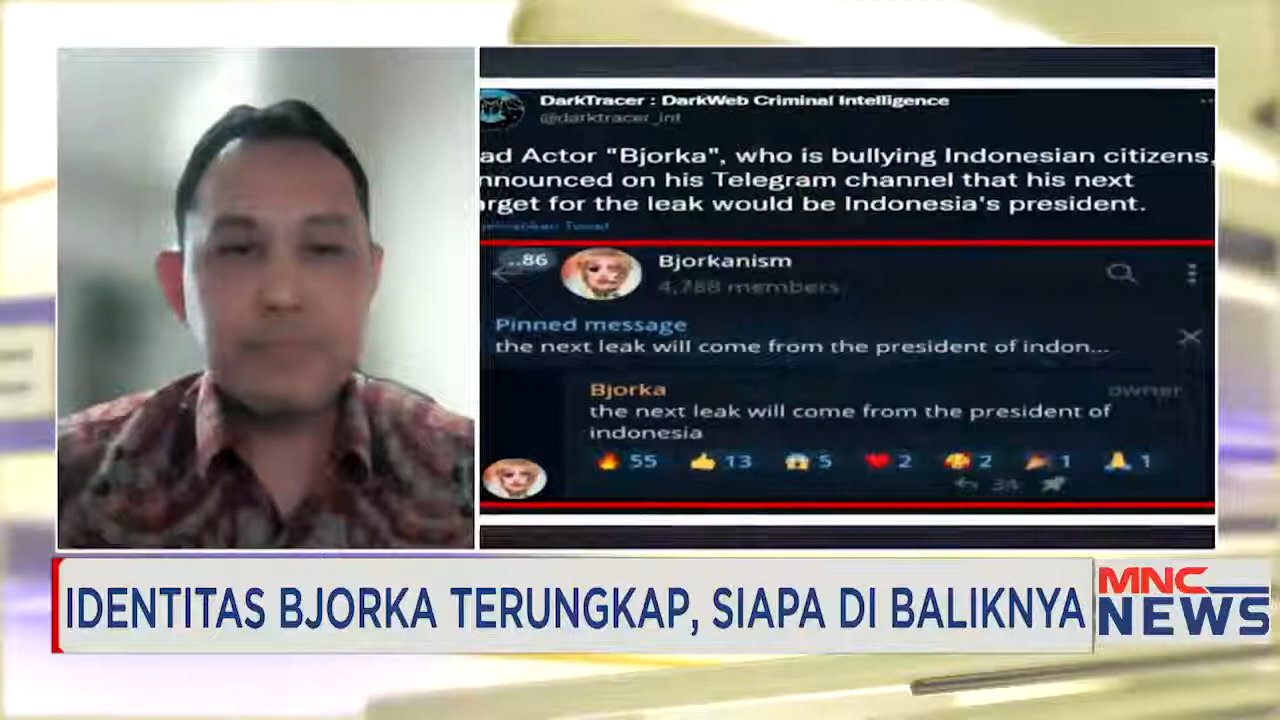 DarkTracer : DarkWeb Criminal Intelligence
@darktracer_int
ad Actor "Bjorka", who is bullying Indonesian citizens,
nnounced on his Telegram channel that his next
arget for the leak would be Indonesia's president.
..86
Bjorkanism
4,788 members
Pinned message
the next leak will come from the president of indon...
Bjorka
owner
the next leak will come from the president of
indonesia
55 13 5 2 2 1 1
34
IDENTITAS BJORKA TERUNGKAP, SIAPA DI BALIKNYA
MNC
NEWS